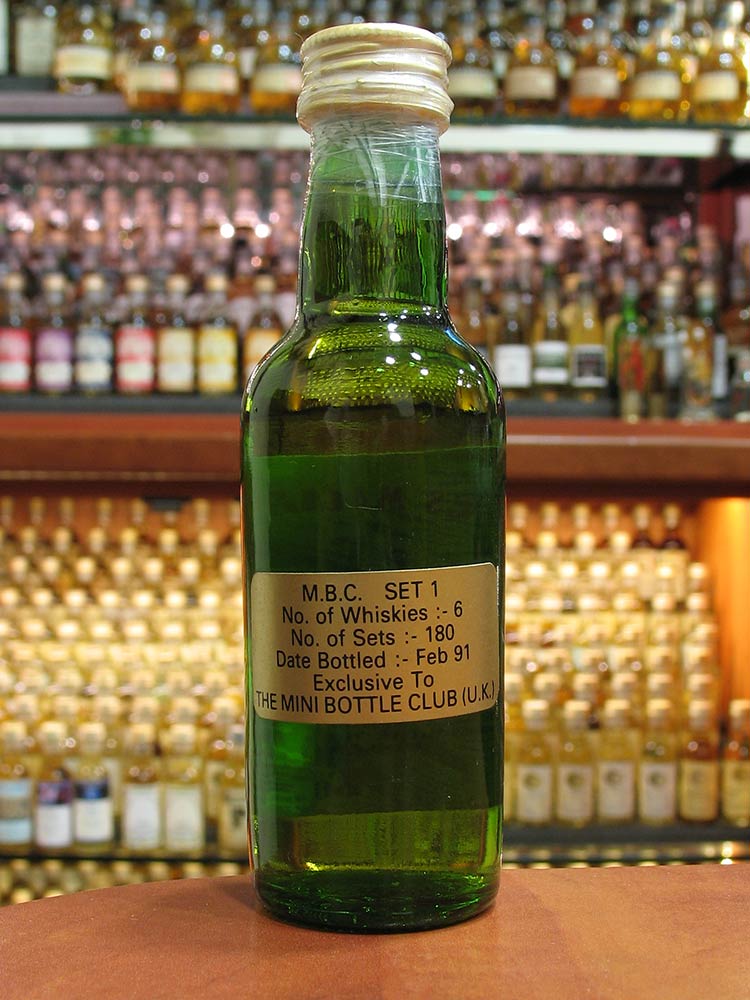 M.B.C. SET 1
No. of Whiskies :- 6
No. of Sets :- 180
Date Bottled :- Feb 91
Exclusive To
THE MINI BOTTLE CLUB (U.K.)